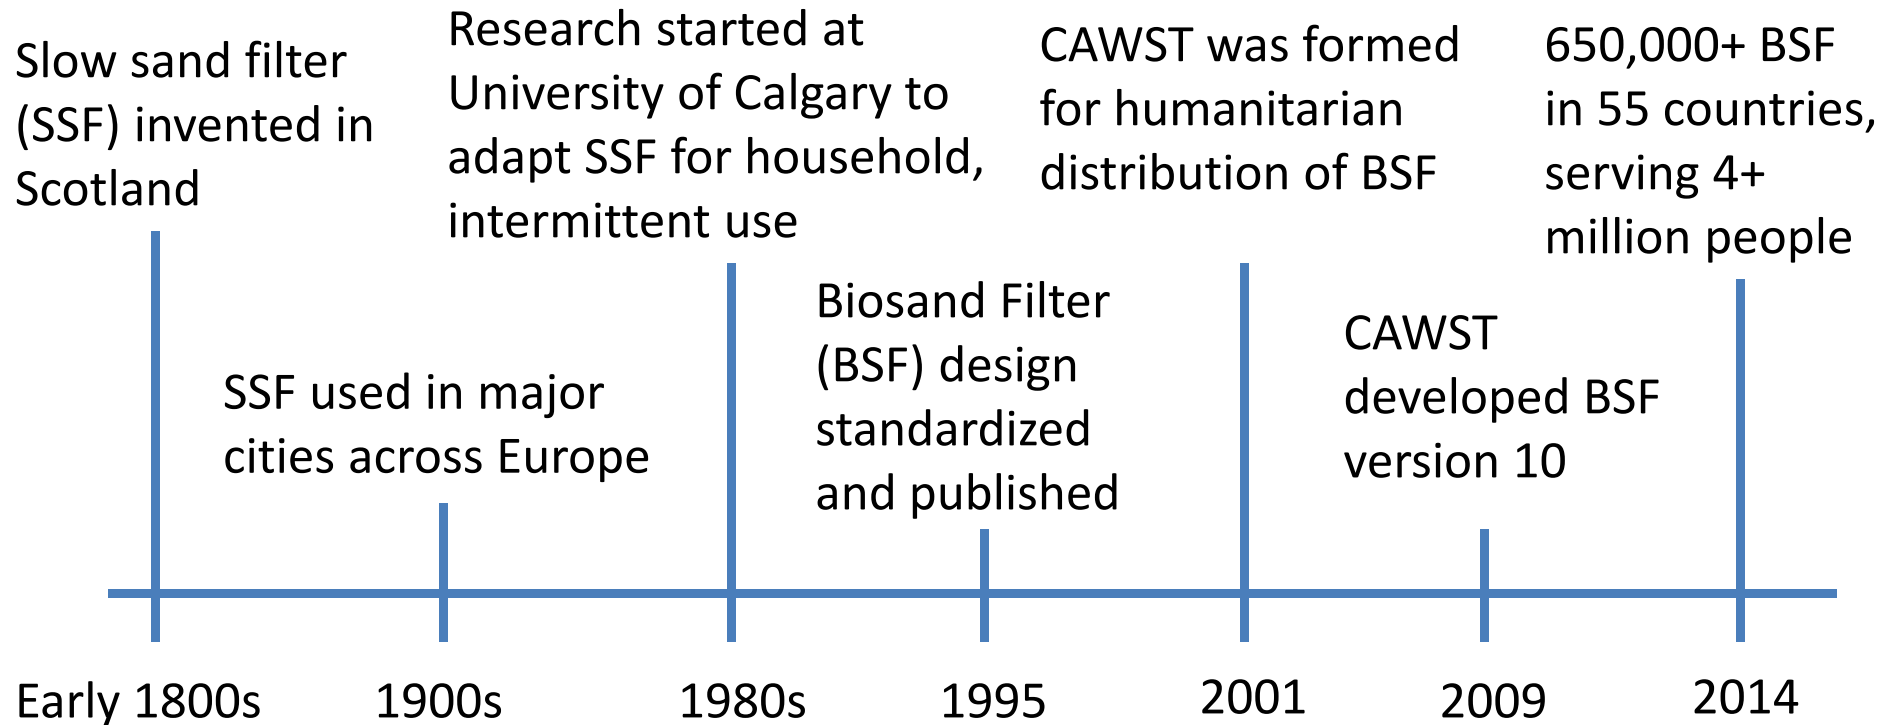 Slow sand filter
(SSF) invented in
Scotland
Research started at
University of Calgary to
adapt SSF for household,
intermittent use
CAWST was formed
for humanitarian
distribution of BSF
650,000+ BSF
in 55 countries,
serving 4+
million people
SSF used in major
cities across Europe
Biosand Filter
(BSF) design
standardized
and published
CAWST
developed BSF
version 10
Early 1800s
1900s
1980s
1995
2001
2009
2014